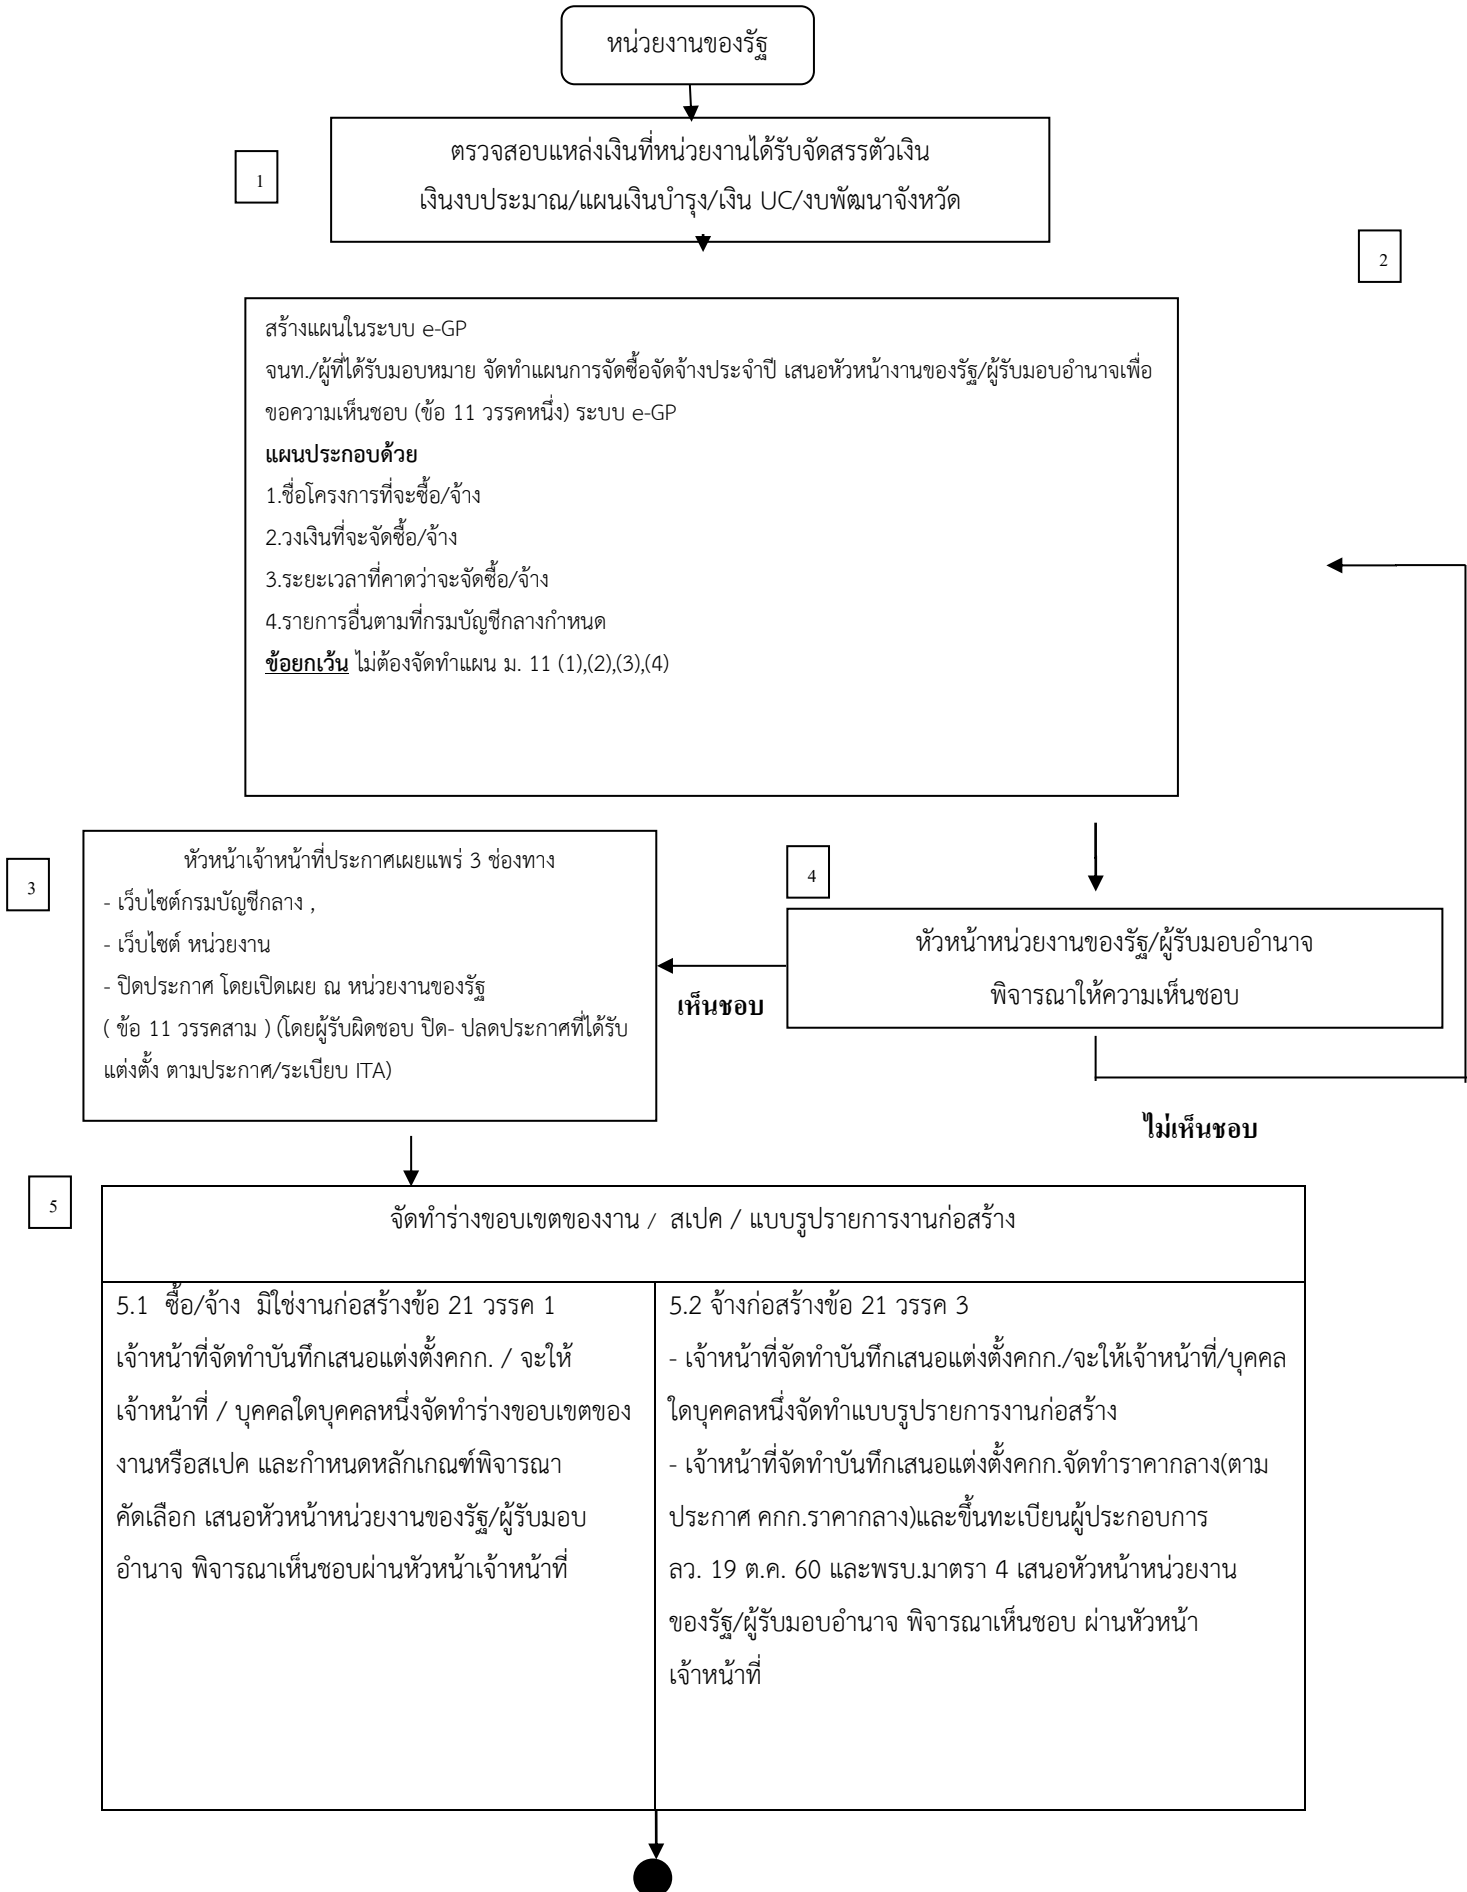 หน่วยงานของรัฐ
1
ตรวจสอบแหล่งเงินที่หน่วยงานได้รับจัดสรรตัวเงิน
เงินงบประมาณ/แผนเงินบำรุง/เงิน UC/งบพัฒนาจังหวัด
2
สร้างแผนในระบบ e-GP
จนท./ผู้ที่ได้รับมอบหมาย จัดทำแผนการจัดซื้อจัดจ้างประจำปี เสนอหัวหน้างานของรัฐ/ผู้รับมอบอำนาจเพื่อ
ขอความเห็นชอบ (ข้อ 11 วรรคหนึ่ง) ระบบ e-GP
แผนประกอบด้วย
1.ชื่อโครงการที่จะซื้อ/จ้าง
2.วงเงินที่จะจัดซื้อ/จ้าง
3.ระยะเวลาที่คาดว่าจะจัดซื้อ/จ้าง
4.รายการอื่นตามที่กรมบัญชีกลางกำหนด
ข้อยกเว้น ไม่ต้องจัดทำแผน ม. 11 (1),(2),(3),(4)
3
หัวหน้าเจ้าหน้าที่ประกาศเผยแพร่ 3 ช่องทาง
- เว็บไซต์กรมบัญชีกลาง ,
- เว็บไซต์ หน่วยงาน
- ปิดประกาศ โดยเปิดเผย ณ หน่วยงานของรัฐ
( ข้อ 11 วรรคสาม ) (โดยผู้รับผิดชอบ ปิด- ปลดประกาศที่ได้รับ
แต่งตั้ง ตามประกาศ/ระเบียบ ITA)
4
หัวหน้าหน่วยงานของรัฐ/ผู้รับมอบอำนาจ
พิจารณาให้ความเห็นชอบ
เห็นชอบ
ไม่เห็นชอบ
5
จัดทำร่างขอบเขตของงาน / สเปค / แบบรูปรายการงานก่อสร้าง
5.1 ซื้อ/จ้าง มิใช่งานก่อสร้างข้อ 21 วรรค 1
เจ้าหน้าที่จัดทำบันทึกเสนอแต่งตั้งคกก. / จะให้
เจ้าหน้าที่ / บุคคลใดบุคคลหนึ่งจัดทำร่างขอบเขตของ
งานหรือสเปค และกำหนดหลักเกณฑ์พิจารณา
คัดเลือก เสนอหัวหน้าหน่วยงานของรัฐ/ผู้รับมอบ
อำนาจ พิจารณาเห็นชอบผ่านหัวหน้าเจ้าหน้าที่
5.2 จ้างก่อสร้างข้อ 21 วรรค 3
- เจ้าหน้าที่จัดทำบันทึกเสนอแต่งตั้งคกก./จะให้เจ้าหน้าที่/บุคคล
ใดบุคคลหนึ่งจัดทำแบบรูปรายการงานก่อสร้าง
- เจ้าหน้าที่จัดทำบันทึกเสนอแต่งตั้งคกก.จัดทำราคากลาง(ตาม
ประกาศ คกก.ราคากลาง)และขึ้นทะเบียนผู้ประกอบการ
ลว. 19 ต.ค. 60 และพรบ.มาตรา 4 เสนอหัวหน้าหน่วยงาน
ของรัฐ/ผู้รับมอบอำนาจ พิจารณาเห็นชอบ ผ่านหัวหน้า
เจ้าหน้าที่